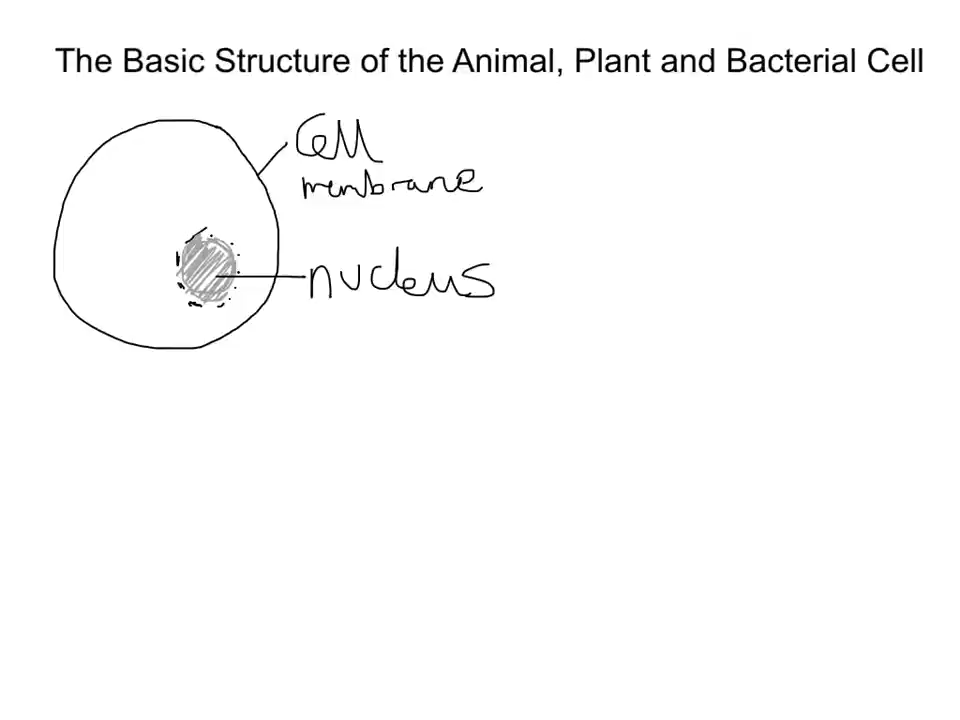 The Basic Structure of the Animal, Plant and Bacterial Cell
Cell
membrane
nucleus